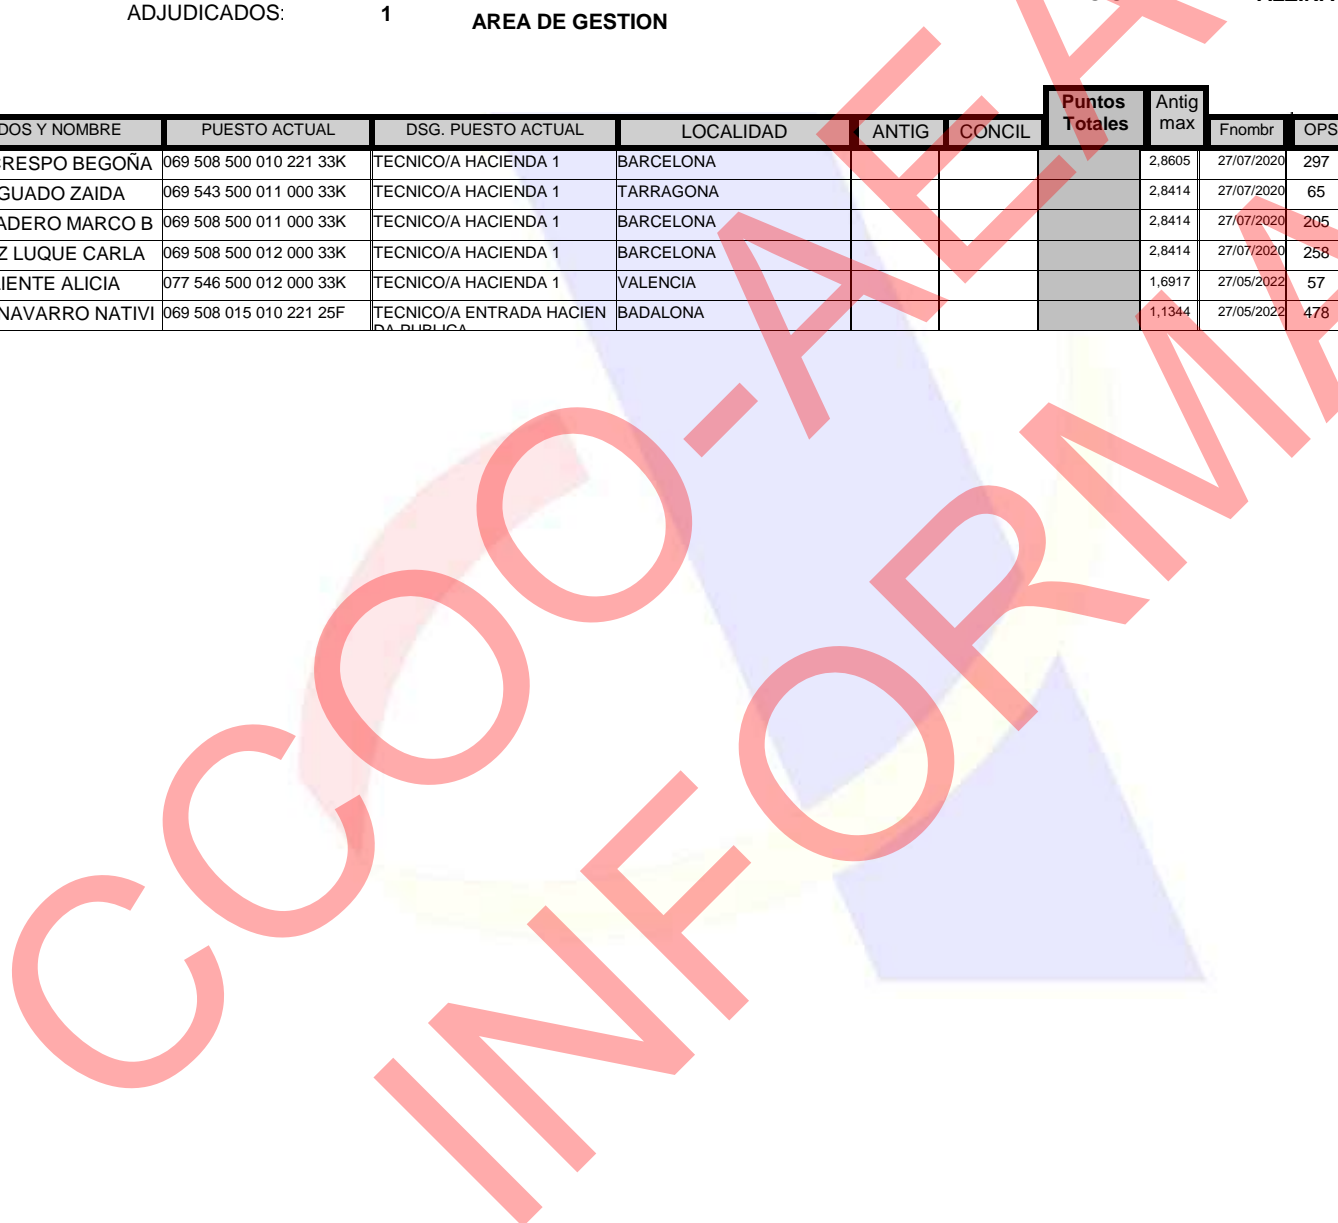 ADJUDICADOS: 1 AREA DE GESTION
DOS Y NOMBRE PUESTO ACTUAL DSG. PUESTO ACTUAL LOCALIDAD ANTIG CONCIL Puntos Totales Antig max Fnombr OPS
CRESPO BEGOÑA 069 508 500 010 221 33K TECNICO/A HACIENDA 1 BARCELONA 2,8605 27/07/2020 297
GUADO ZAIDA 069 543 500 011 000 33K TECNICO/A HACIENDA 1 TARRAGONA 2,8414 27/07/2020 65
ADERO MARCO B 069 508 500 011 000 33K TECNICO/A HACIENDA 1 BARCELONA 2,8414 27/07/2020 205
Z LUQUE CARLA 069 508 500 012 000 33K TECNICO/A HACIENDA 1 BARCELONA 2,8414 27/07/2020 258
IENTE ALICIA 077 546 500 012 000 33K TECNICO/A HACIENDA 1 VALENCIA 1,6917 27/05/2022 57
NAVARRO NATIVI 069 508 015 010 221 25F TECNICO/A ENTRADA HACIEN BADALONA 1,1344 27/05/2022 478
DA PUBLICA
CCOO-AEA
INFORMA